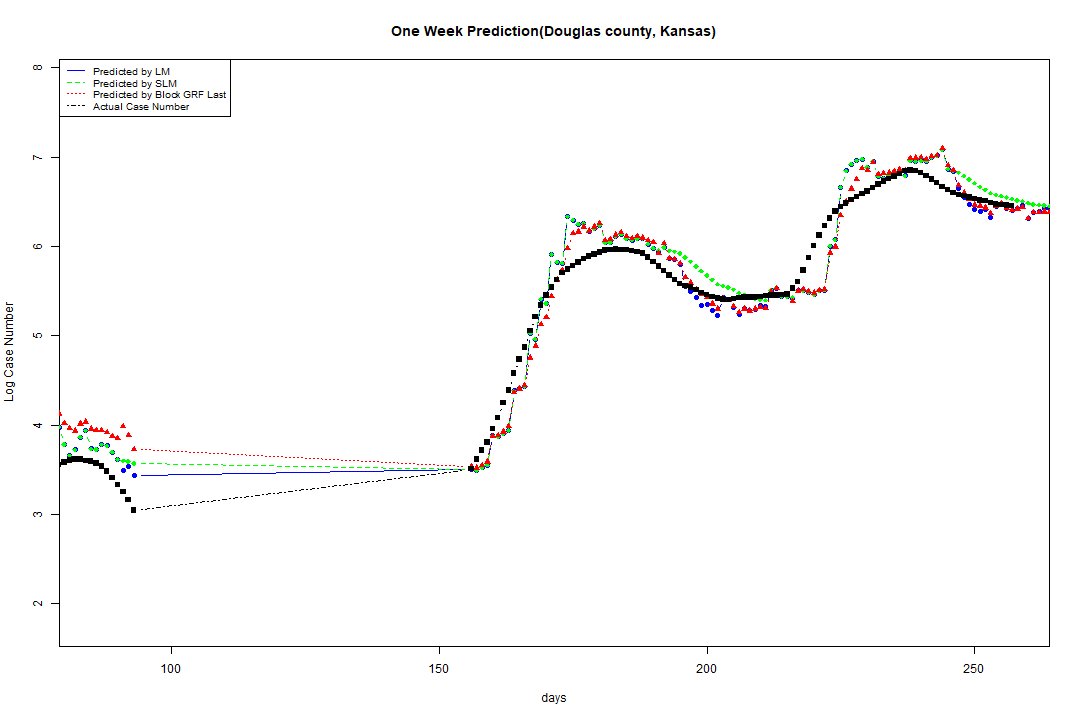 One Week Prediction(Douglas county, Kansas)
Predicted by LM
Predicted by SLM
Predicted by Block GRF Last
Actual Case Number
8
7
6
5
4
3
2
Log Case Number
100 150 200 250
days